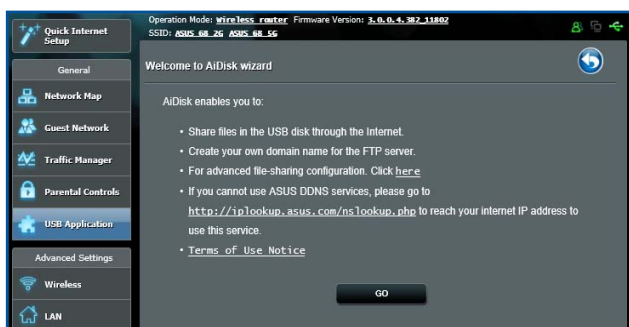 Quick Internet
Setup
General
Network Map
Guest Network
Traffic Manager
Parental Controls
USB Application
Advanced Settings
Wireless
LAN
Operation Mode: Wireless router Firmware Version: 3.0.0.4.382_11802
SSID: ASUS_68_2G ASUS_68_5G
Welcome to AiDisk wizard
AiDisk enables you to:
• Share files in the USB disk through the Internet.
• Create your own domain name for the FTP server.
• For advanced file-sharing configuration. Click here
• If you cannot use ASUS DDNS services, please go to
http://iplookup.asus.com/nslookup.php to reach your internet IP address to
use this service.
• Terms of Use Notice
GO